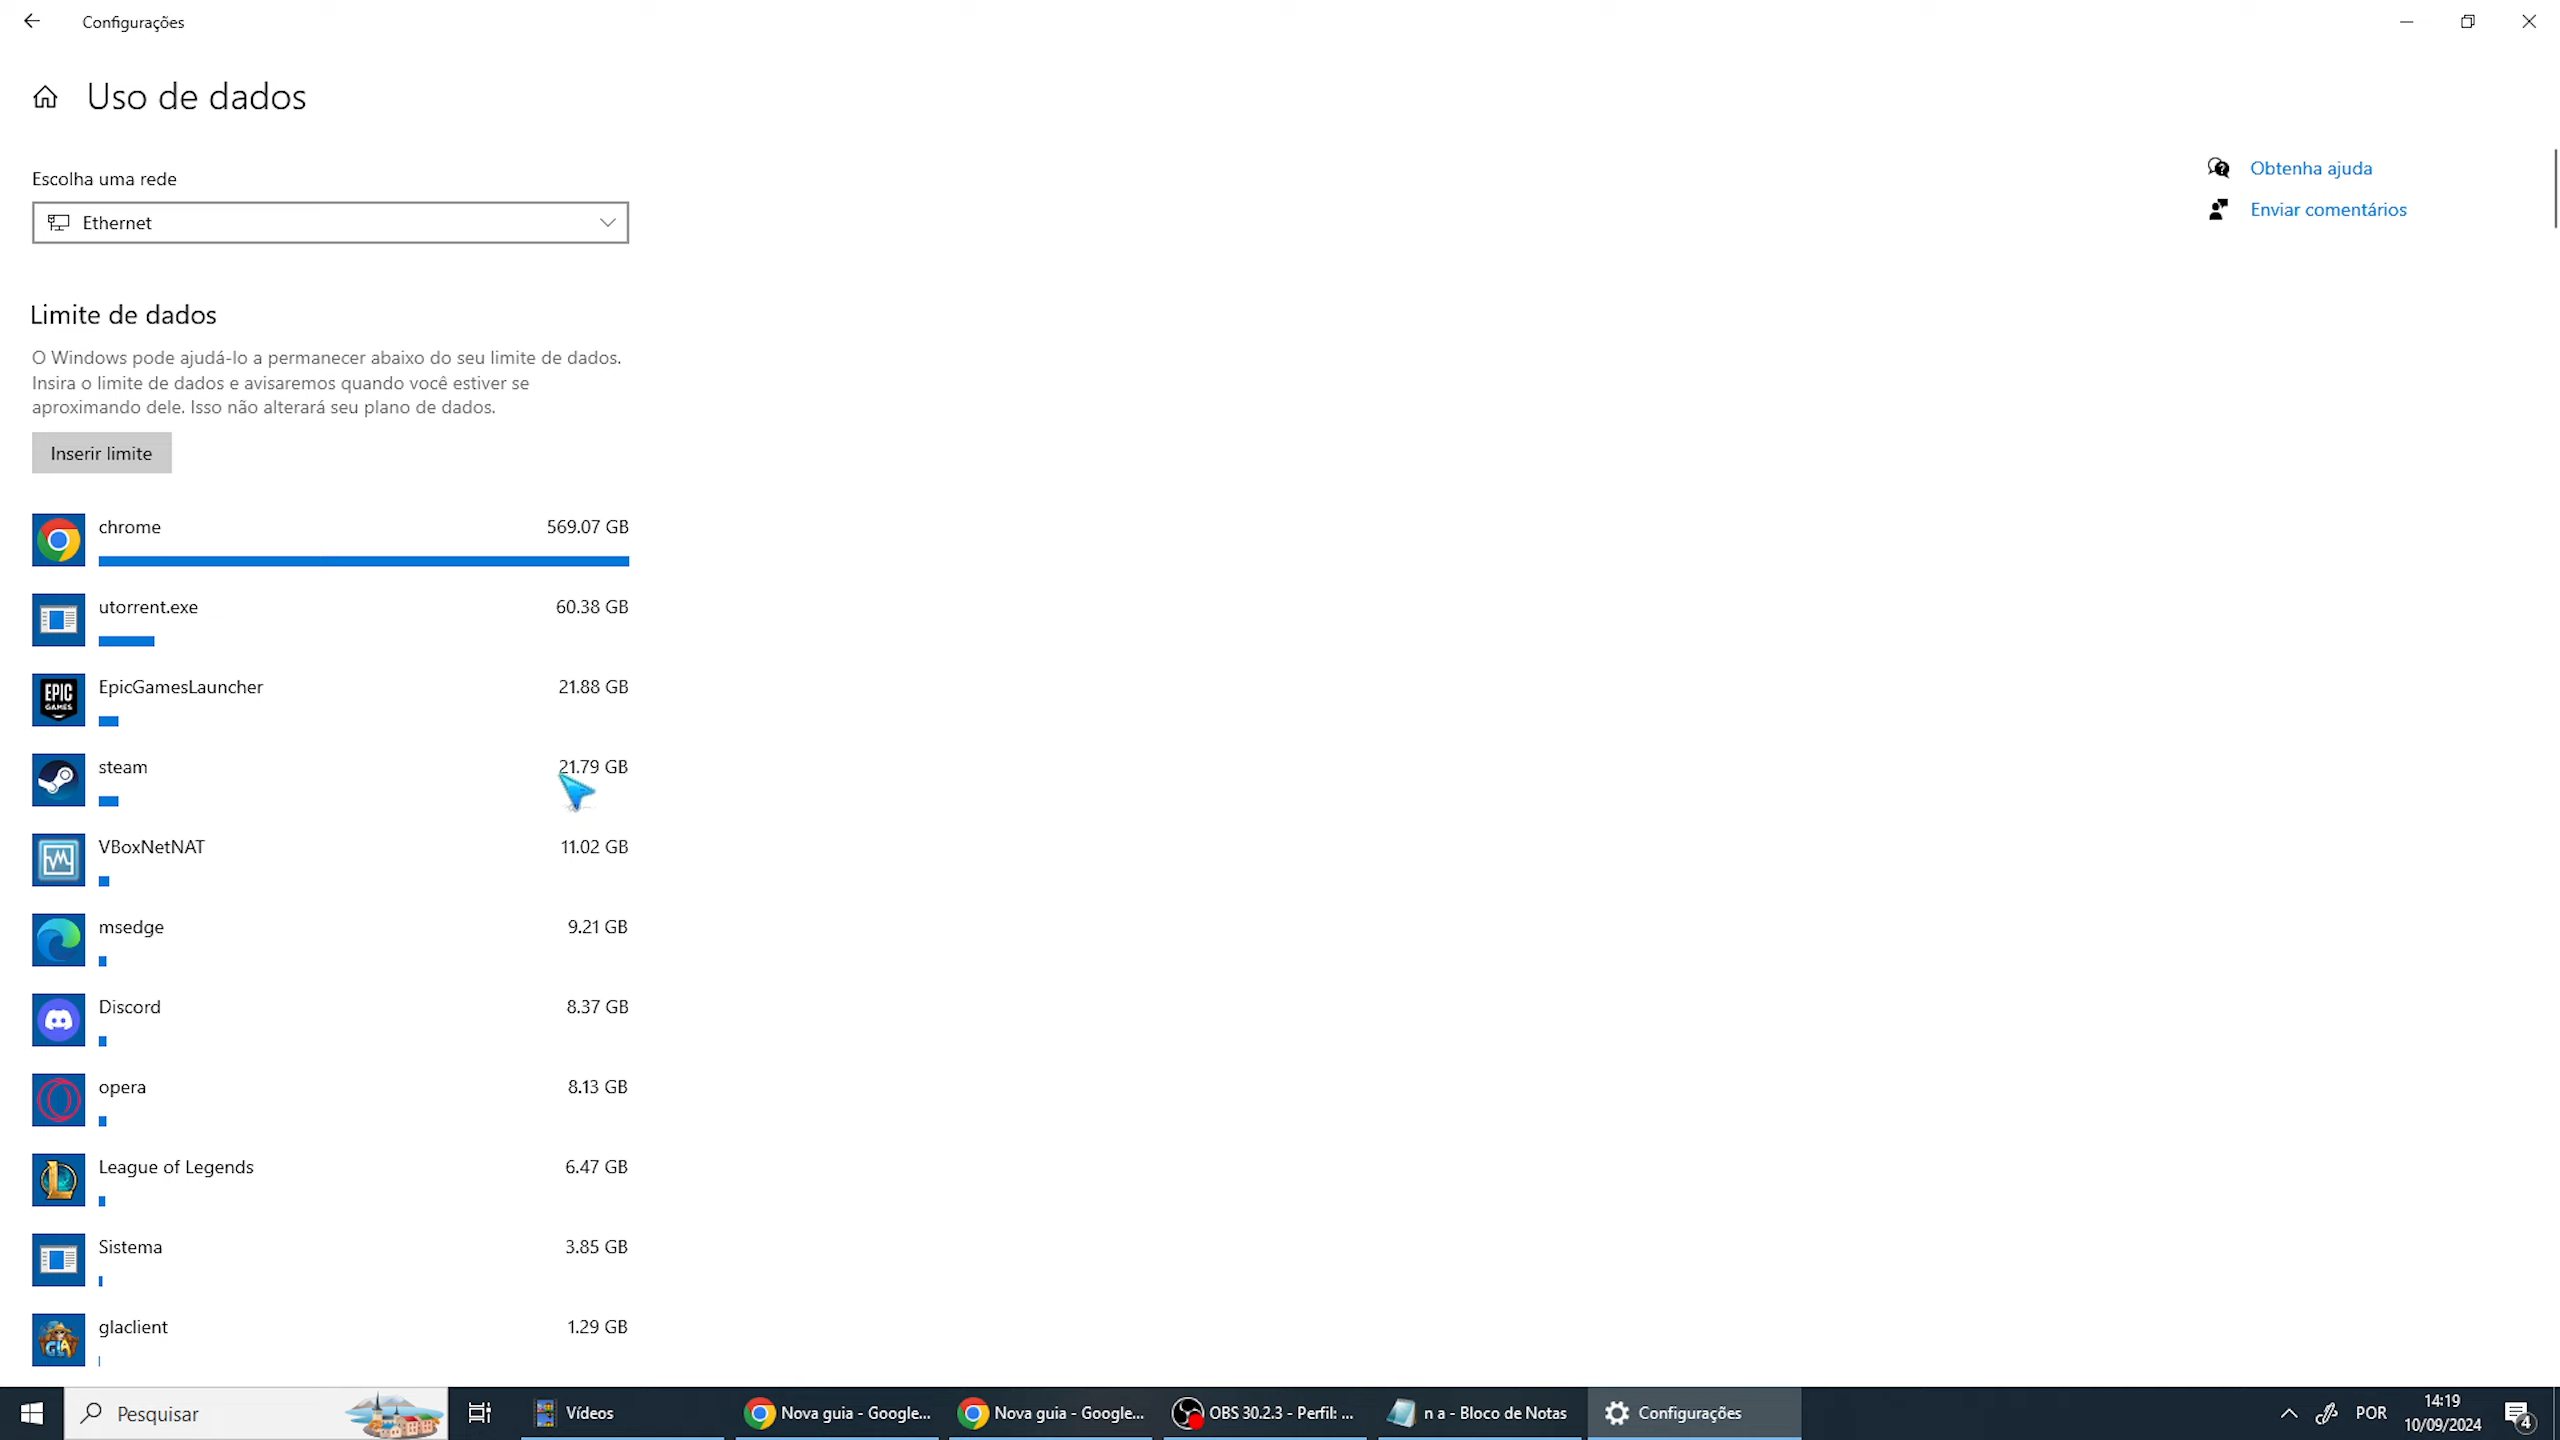 Configurações
Uso de dados
Escolha uma rede
Ethernet
Obtenha ajuda
Enviar comentários
Limite de dados
O Windows pode ajudá-lo a permanecer abaixo do seu limite de dados.
Insira o limite de dados e avisaremos quando você estiver se
aproximando dele. Isso não alterará seu plano de dados.
Inserir limite
chrome 569.07 GB
utorrent.exe 60.38 GB
EPIC GAMES
EpicGamesLauncher 21.88 GB
steam 21.79 GB
VBoxNetNAT 11.02 GB
msedge 9.21 GB
Discord 8.37 GB
opera 8.13 GB
League of Legends 6.47 GB
Sistema 3.85 GB
GLA
glaclient 1.29 GB
Pesquisar
Vídeos
Nova guia - Google...
Nova guia - Google...
OBS 30.2.3 - Perfil: ...
n a - Bloco de Notas
Configurações
POR
14:19
10/09/2024
4